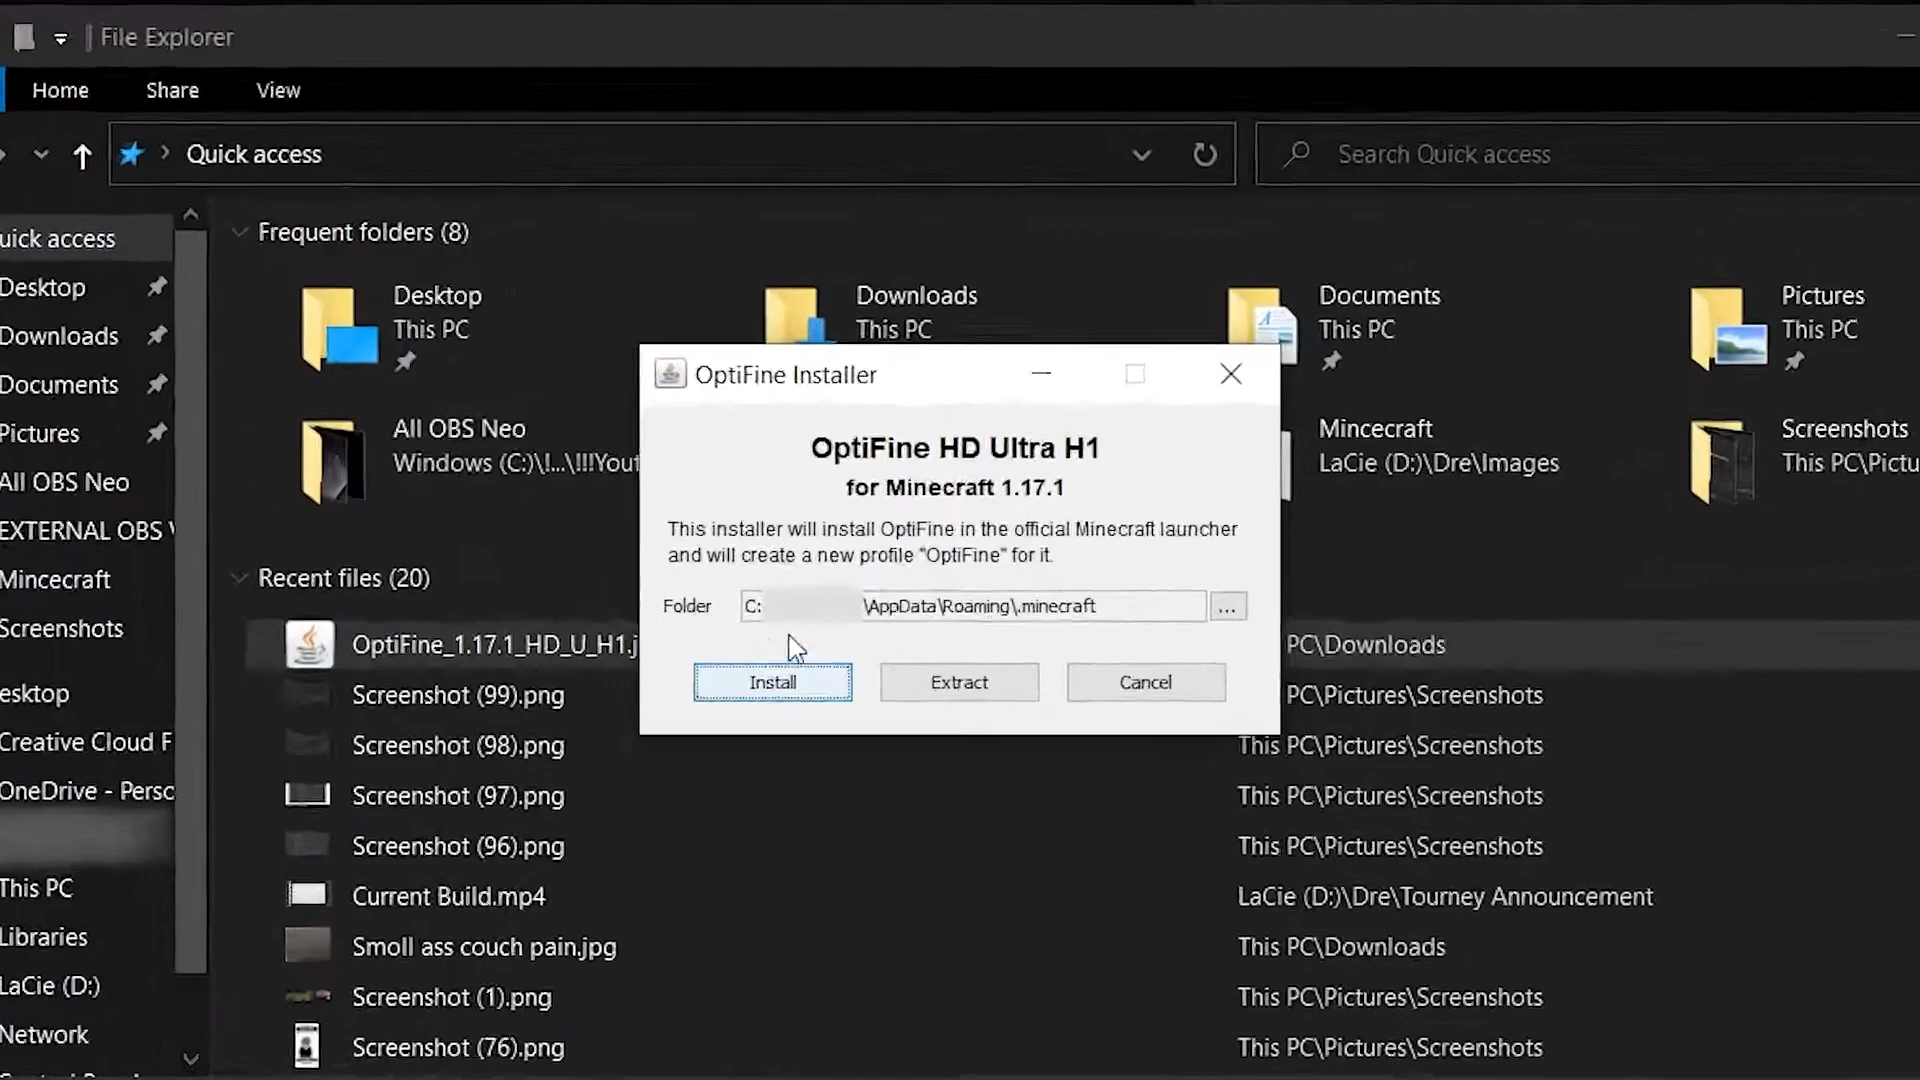 File Explorer
Home Share View
Quick access
Search Quick access
uick access
Desktop
Downloads
Documents
Pictures
All OBS Neo
EXTERNAL OBS
Mincecraft
Screenshots
esktop
Creative Cloud F
OneDrive - Perso
This PC
Libraries
LaCie (D:)
Network
Frequent folders (8)
Desktop
This PC
Downloads
This PC
Documents
This PC
Pictures
This PC
All OBS Neo
Windows (C:)\!...\!!!Yout
Mincecraft
LaCie (D:)\Dre\Images
Screenshots
This PC\Pictu
Recent files (20)
OptiFine_1.17.1_HD_U_H1.j PC\Downloads
Screenshot (99).png PC\Pictures\Screenshots
Screenshot (98).png This PC\Pictures\Screenshots
Screenshot (97).png This PC\Pictures\Screenshots
Screenshot (96).png This PC\Pictures\Screenshots
Current Build.mp4 LaCie (D:)\Dre\Tourney Announcement
Smoll ass couch pain.jpg This PC\Downloads
Screenshot (1).png This PC\Pictures\Screenshots
Screenshot (76).png This PC\Pictures\Screenshots
OptiFine Installer
OptiFine HD Ultra H1
for Minecraft 1.17.1
This installer will install OptiFine in the official Minecraft launcher
and will create a new profile "OptiFine" for it.
Folder C: \AppData\Roaming\.minecraft ...
Install Extract Cancel